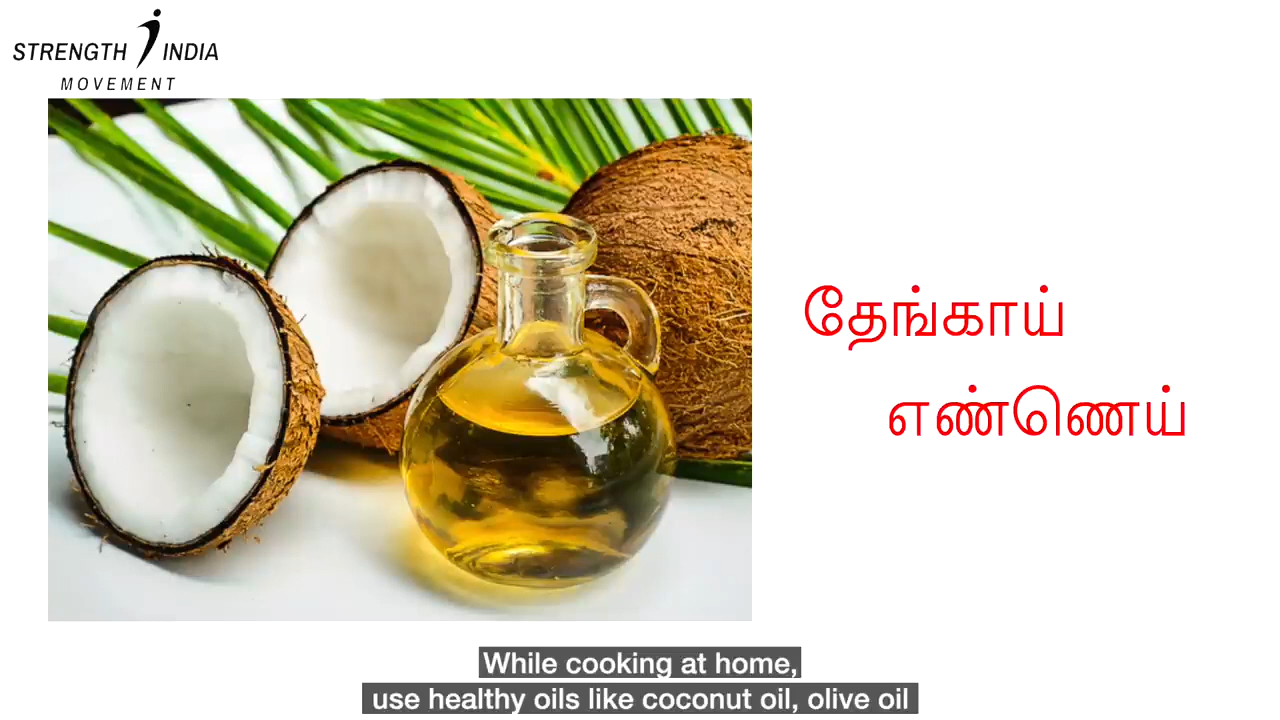 STRENGTH INDIA
MOVEMENT
தேங்காய்
எண்ணெய்
While cooking at home,
use healthy oils like coconut oil, olive oil